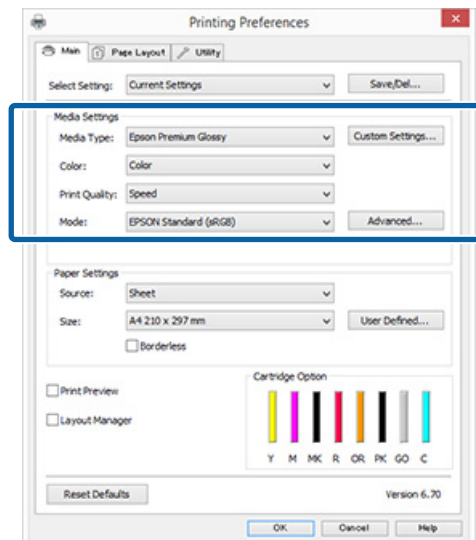 Printing Preferences
Main Page Layout Utility
Select Setting: Current Settings Save/Del...
Media Settings
Media Type: Epson Premium Glossy Custom Settings...
Color: Color
Print Quality: Speed
Mode: EPSON Standard (sRGB) Advanced...
Paper Settings
Source: Sheet
Size: A4 210 x 297 mm User Defined...
Borderless
Print Preview
Layout Manager
Cartridge Option
Y M MK R OR PK GO C
Reset Defaults Version 6.70
OK Cancel Help